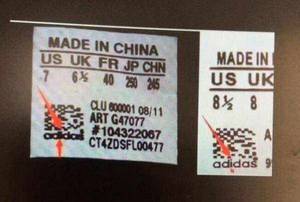 MADE IN CHINA
US UK FR JP CHN
7 6½ 40 250 245
CLU 600001 08/11
ART G47077
#104322067
CT4ZDSFL00477
adidas
MADE IN
US UK
8½ 8
adidas